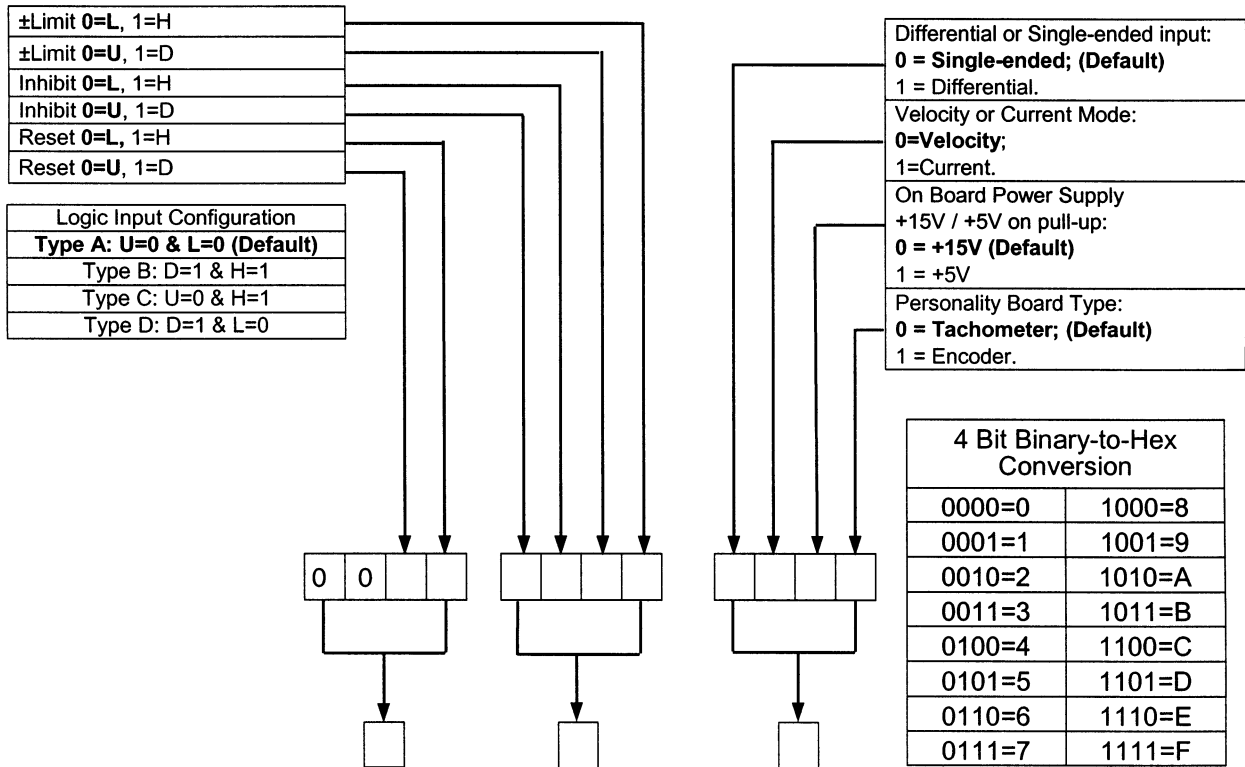 ±Limit 0=L, 1=H
±Limit 0=U, 1=D
Inhibit 0=L, 1=H
Inhibit 0=U, 1=D
Reset 0=L, 1=H
Reset 0=U, 1=D
Logic Input Configuration
Type A: U=0 & L=0 (Default)
Type B: D=1 & H=1
Type C: U=0 & H=1
Type D: D=1 & L=0
Differential or Single-ended input:
0 = Single-ended; (Default)
1 = Differential.
Velocity or Current Mode:
0=Velocity;
1=Current.
On Board Power Supply
+15V / +5V on pull-up:
0 = +15V (Default)
1 = +5V
Personality Board Type:
0 = Tachometer; (Default)
1 = Encoder.
0 0
4 Bit Binary-to-Hex
Conversion
0000=0 1000=8
0001=1 1001=9
0010=2 1010=A
0011=3 1011=B
0100=4 1100=C
0101=5 1101=D
0110=6 1110=E
0111=7 1111=F